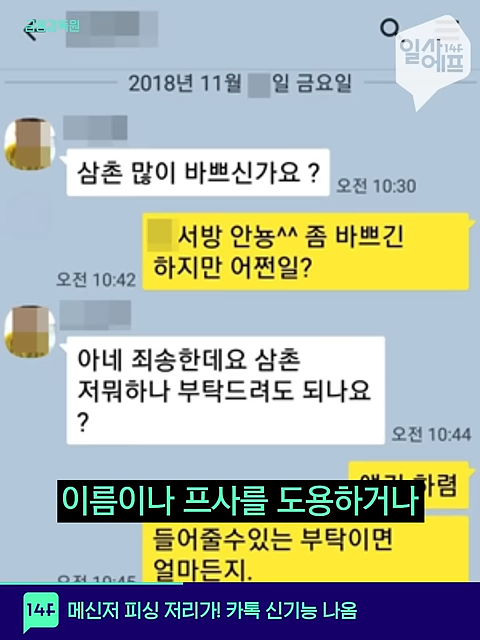 일사에프
14F
2018년 11월 일 금요일
삼촌 많이 바쁘신가요 ?
오전 10:30
서방 안뇽^^ 좀 바쁘긴
하지만 어쩐일?
오전 10:42
아네 죄송한데요 삼촌
저뭐하나 부탁드려도 되나요
?
오전 10:44
하렴
이름이나 프사를 도용하거나
들어줄수있는 부탁이면
얼마든지.
오전 10:45
14F 메신저 피싱 저리가! 카톡 신기능 나옴